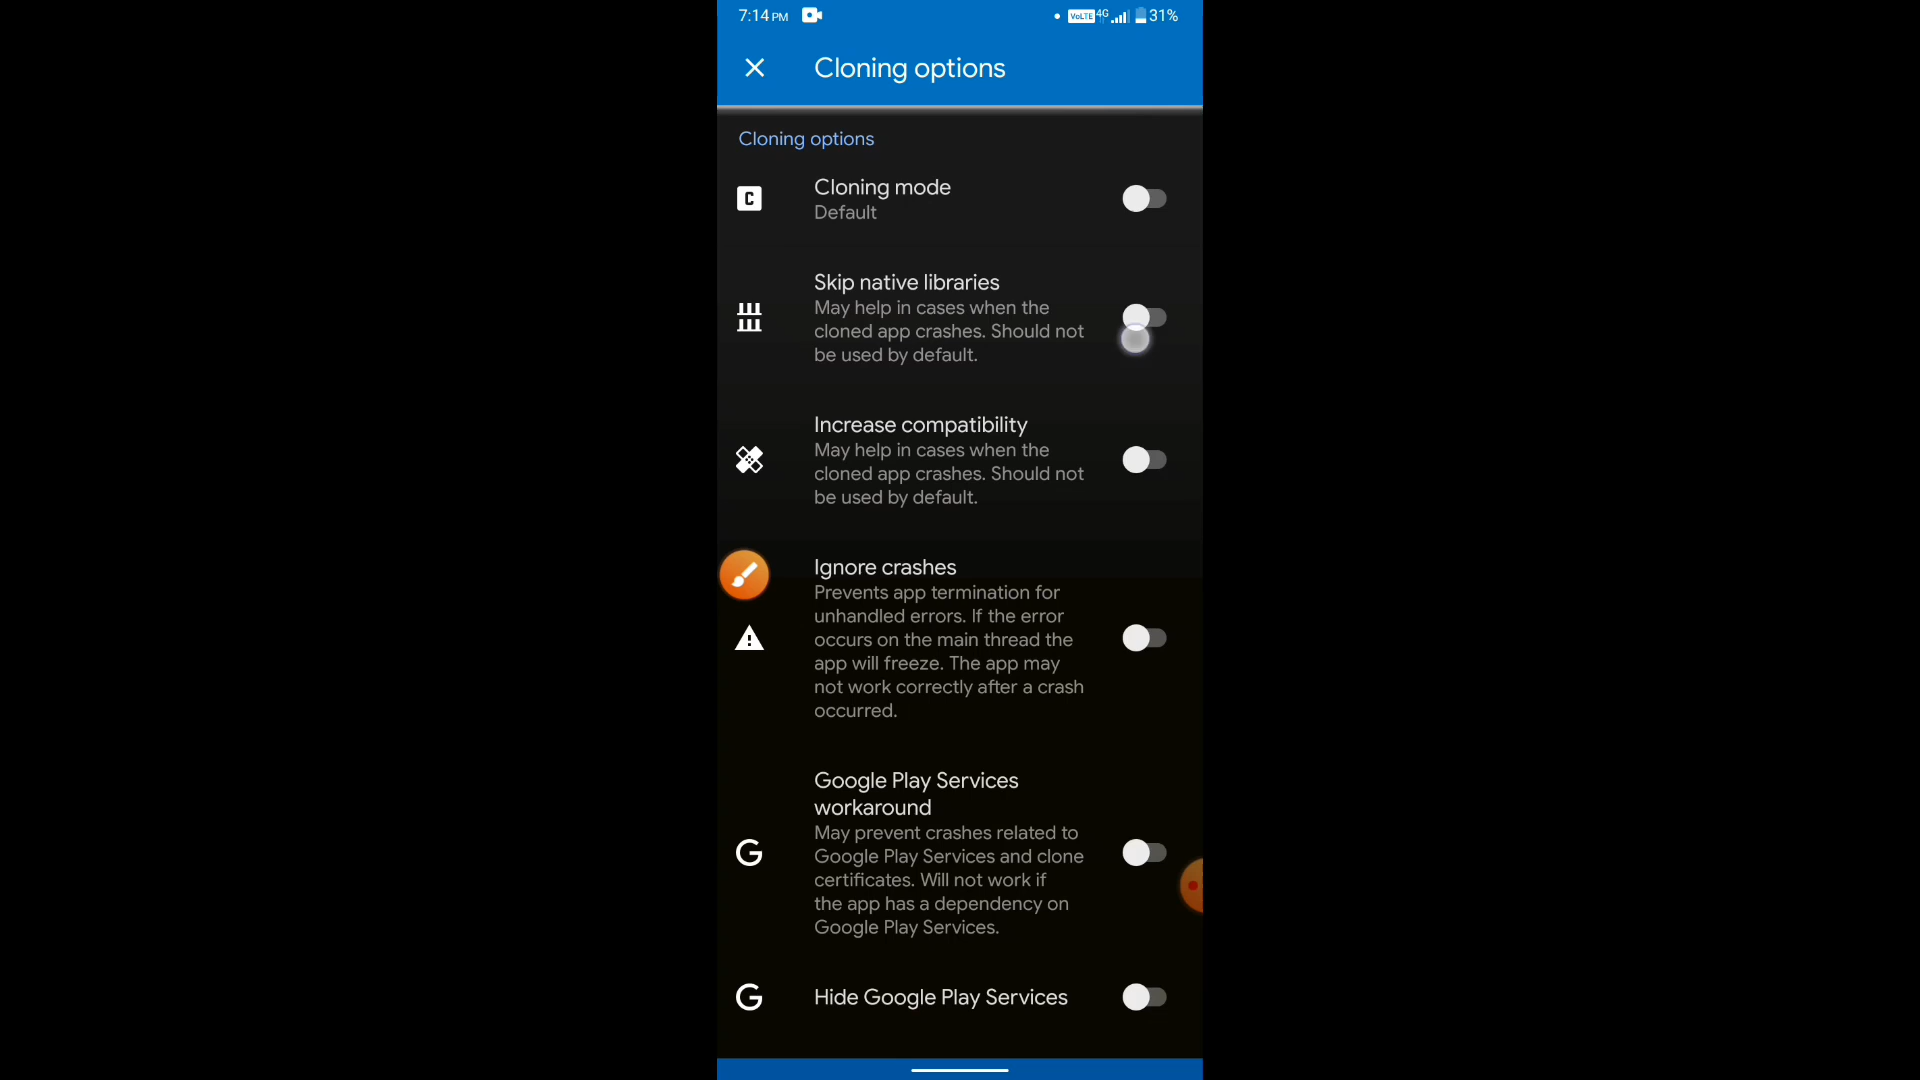 7:14 PM
VoLTE 4G 31%
Cloning options
Cloning options
C
Cloning mode
Default
Skip native libraries
May help in cases when the
cloned app crashes. Should not
be used by default.
Increase compatibility
May help in cases when the
cloned app crashes. Should not
be used by default.
Ignore crashes
Prevents app termination for
unhandled errors. If the error
occurs on the main thread the
app will freeze. The app may
not work correctly after a crash
occurred.
Google Play Services
workaround
May prevent crashes related to
Google Play Services and clone
certificates. Will not work if
the app has a dependency on
Google Play Services.
G
G
Hide Google Play Services